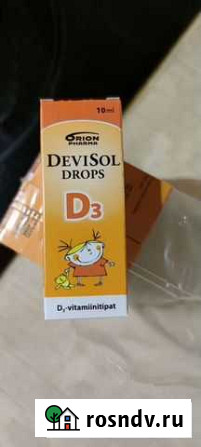 10 ml
ORION
PHARMA
DEVISOL
DROPS
D3
D₃-vitamiinitipat
rosndv.ru